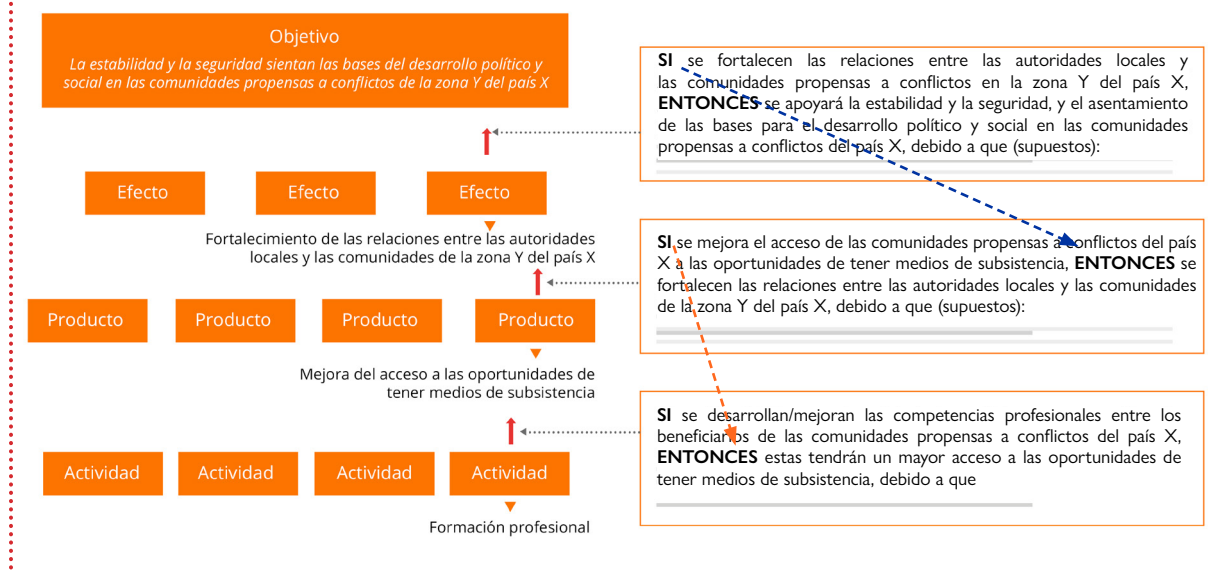 Objetivo
La estabilidad y la seguridad sientan las bases del desarrollo político y
social en las comunidades propensas a conflictos de la zona Y del país X
SI se fortalecen las relaciones entre las autoridades locales y
las comunidades propensas a conflictos en la zona Y del país X,
ENTONCES se apoyará la estabilidad y la seguridad, y el asentamiento
de las bases para el desarrollo político y social en las comunidades
propensas a conflictos del país X, debido a que (supuestos):
Efecto
Efecto
Efecto
Fortalecimiento de las relaciones entre las autoridades
locales y las comunidades de la zona Y del país X
SI se mejora el acceso de las comunidades propensas a conflictos del país
X a las oportunidades de tener medios de subsistencia, ENTONCES se
fortalecen las relaciones entre las autoridades locales y las comunidades
de la zona Y del país X, debido a que (supuestos):
Producto
Producto
Producto
Producto
Mejora del acceso a las oportunidades de
tener medios de subsistencia
SI se desarrollan/mejoran las competencias profesionales entre los
beneficiarios de las comunidades propensas a conflictos del país X,
ENTONCES estas tendrán un mayor acceso a las oportunidades de
tener medios de subsistencia, debido a que
Actividad
Actividad
Actividad
Actividad
Formación profesional